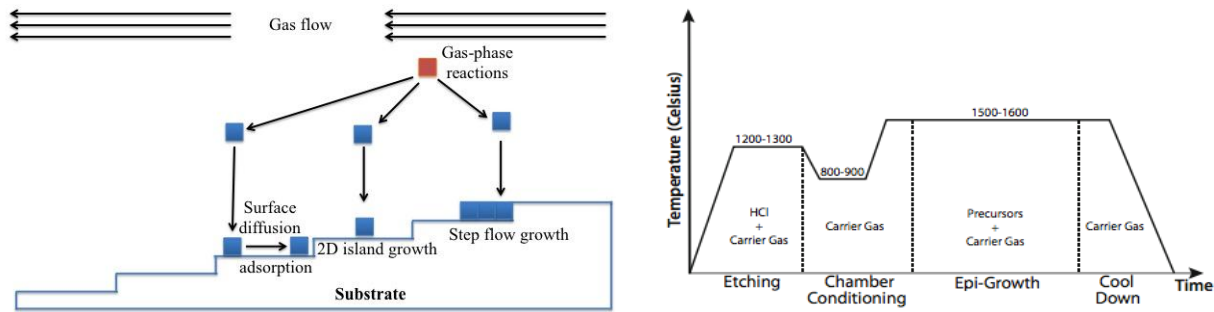 Gas flow
Gas-phase
reactions
Surface
diffusion
adsorption
2D island growth
Step flow growth
Substrate
Temperature (Celsius)
1200-1300
800-900
1500-1600
HCl
+
Carrier Gas
Carrier Gas
Precursors
+
Carrier Gas
Carrier Gas
Etching
Chamber
Conditioning
Epi-Growth
Cool
Down
Time